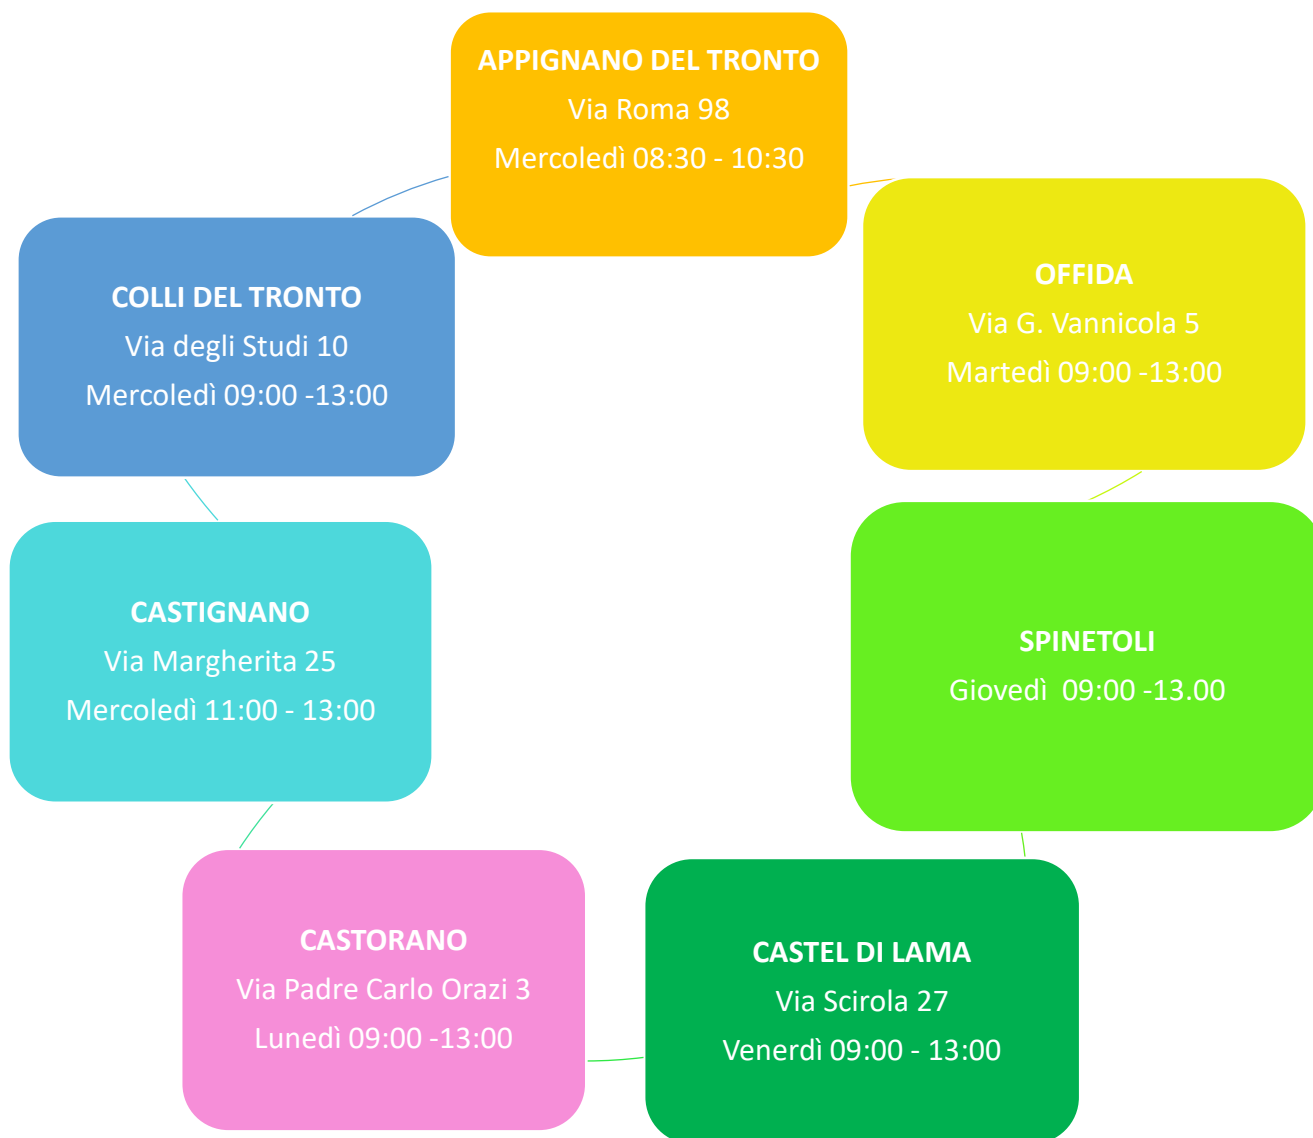 APPIGNANO DEL TRONTO
Via Roma 98
Mercoledì 08:30 - 10:30
OFFIDA
Via G. Vannicola 5
Martedì 09:00 -13:00
SPINETOLI
Giovedì  09:00 -13.00
CASTEL DI LAMA
Via Scirola 27
Venerdì 09:00 - 13:00
CASTORANO
Via Padre Carlo Orazi 3
Lunedì 09:00 -13:00
CASTIGNANO
Via Margherita 25
Mercoledì 11:00 - 13:00
COLLI DEL TRONTO
Via degli Studi 10
Mercoledì 09:00 -13:00